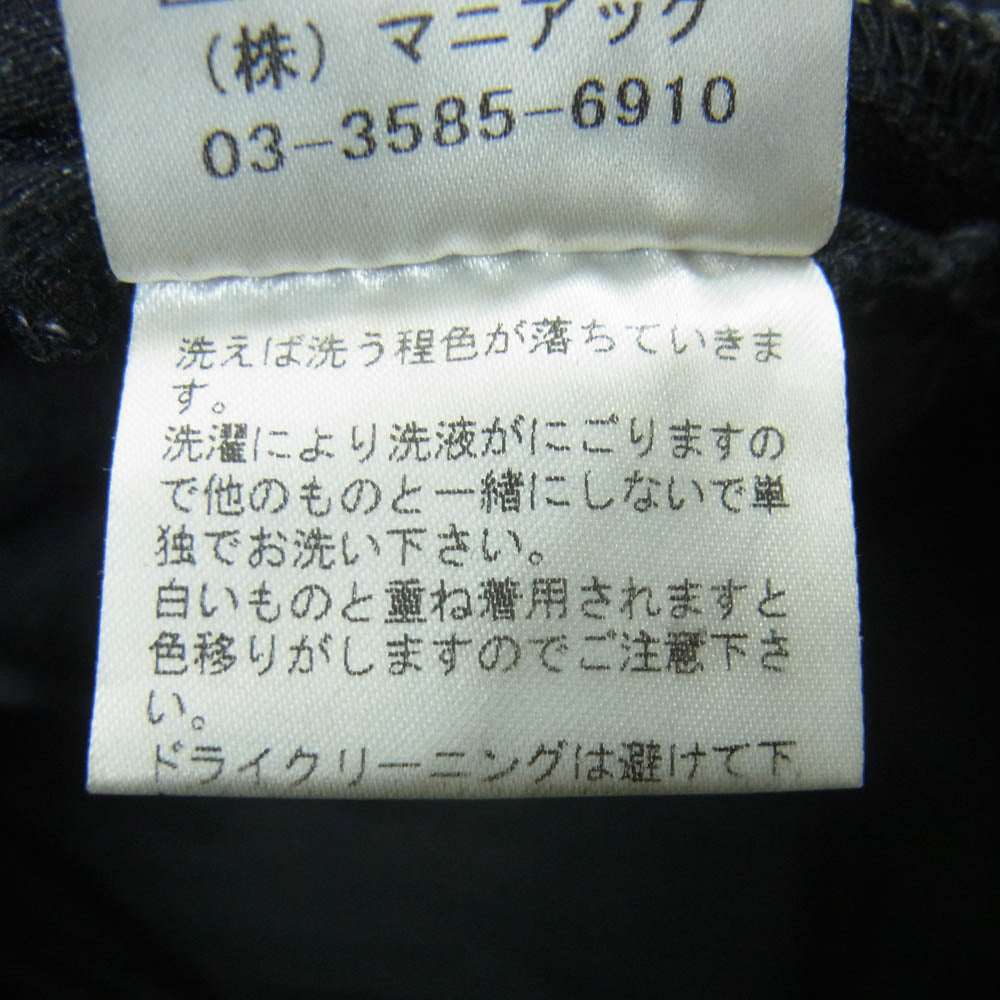 (株) マニアック
03-3585-6910
洗えば洗う程色が落ちていきま
す。
洗濯により洗液がにごりますの
で他のものと一緒にしないで単
独でお洗い下さい。
白いものと重ね着用されますと
色移りがしますのでご注意下さ
い。
ドライクリーニングは避けて下